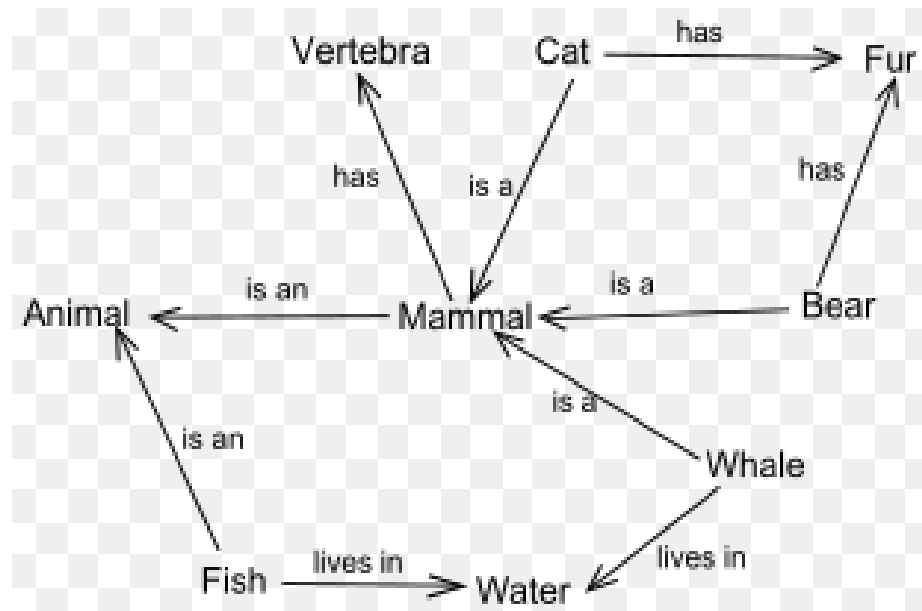 has
Vertebra
Cat
Fur
has
is a
has
is an
is a
Animal
Mammal
Bear
is a
is an
Whale
lives in
lives in
Fish
Water